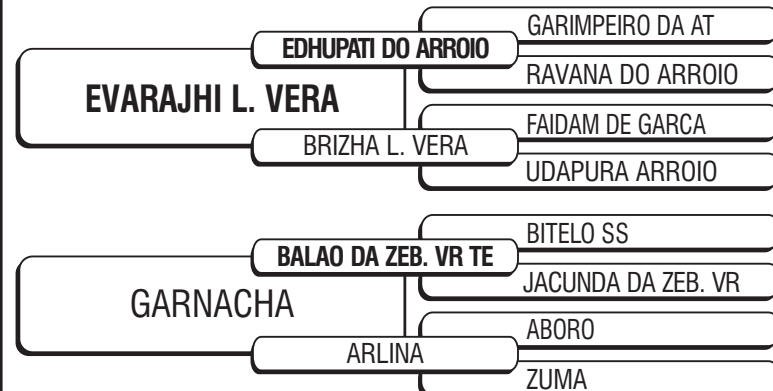 GARIMPEIRO DA AT
EDHUPATI DO ARROIO
RAVANA DO ARROIO
EVARAJHI L. VERA
FAIDAM DE GARCA
BRIZHA L. VERA
UDAPURA ARROIO
BITELO SS
BALAO DA ZEB. VR TE
JACUNDA DA ZEB. VR
GARNACHA
ABORO
ARLINA
ZUMA